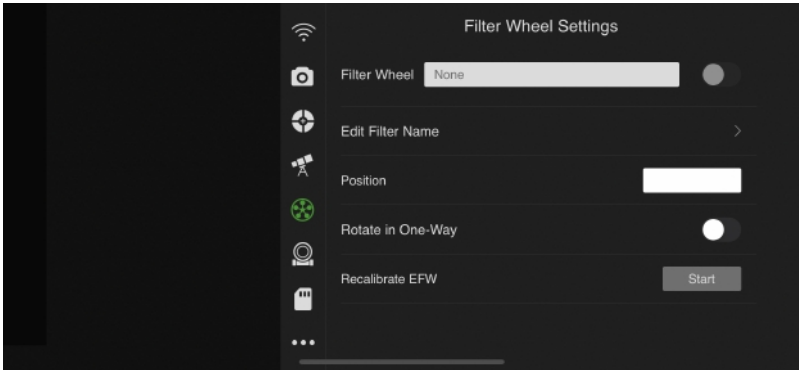 Filter Wheel Settings
Filter Wheel None
Edit Filter Name
Position
Rotate in One-Way
Recalibrate EFW Start